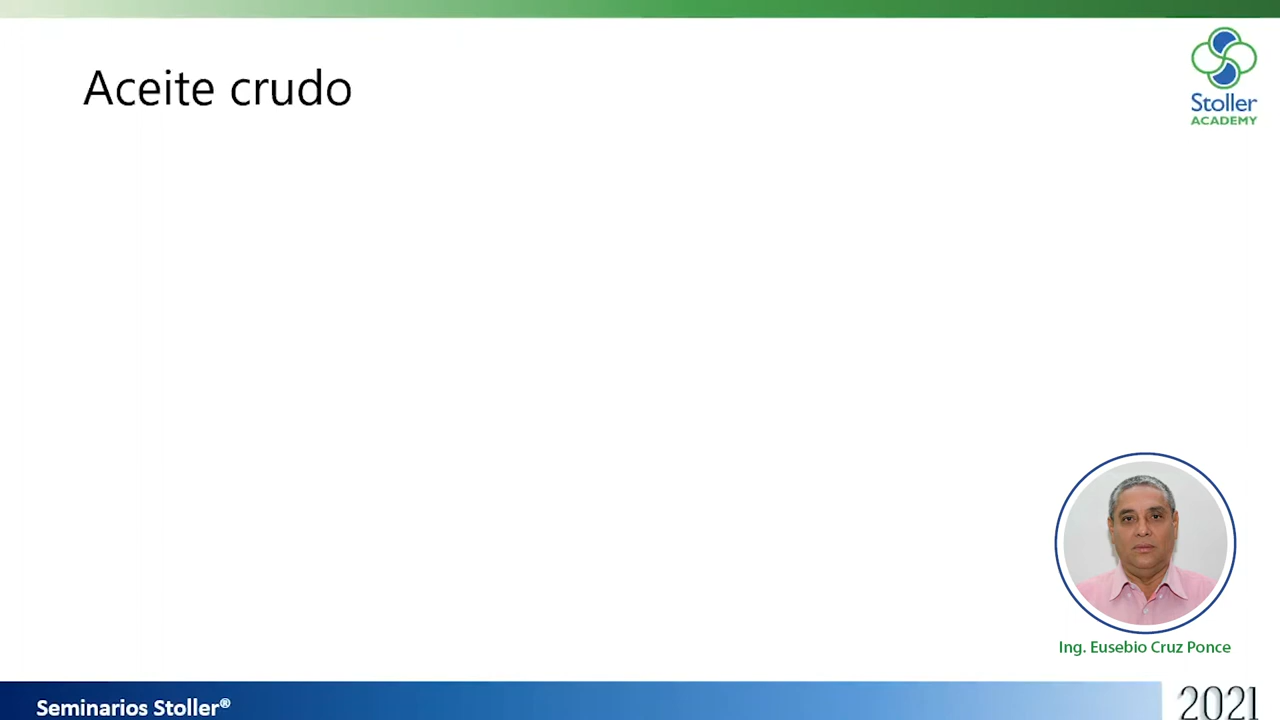 Aceite crudo
Stoller
ACADEMY
Ing. Eusebio Cruz Ponce
Seminarios Stoller®
2021